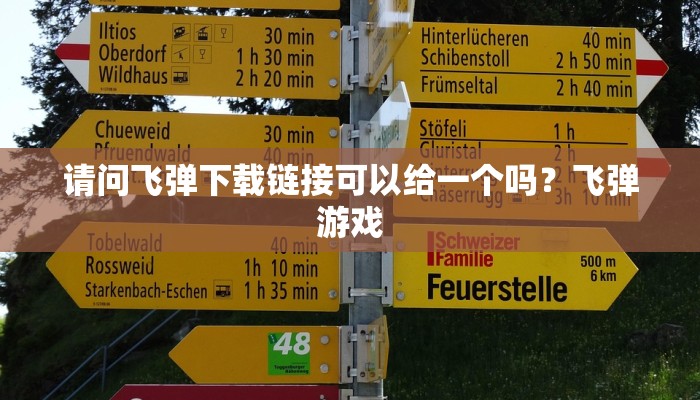 Iltios 30 min
Oberdorf 1 h 30 min
Wildhaus 2 h 20 min
Hinterlücheren 40 min
Schibenstoll 2 h 50 min
Frümseltal 2 h 40 min
Chueweid 30 min
Pfruendwald
Stöfeli 1 h
Gluristal 2 h
请问飞弹下载链接可以给一个吗？飞弹
游戏
Tobelwald 40 min
Rossweid 1h 10 min
Starkenbach-Eschen 1 h 35 min
Schweizer
Familie
Feuerstelle
500 m
6 km
48